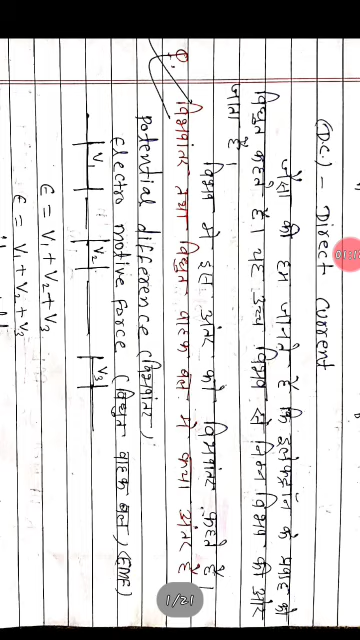 (D.C.) - Direct Current
जैसा की हम जानते है कि इलेक्ट्रॉन के प्रवाह को
विद्युत कहते है। यह उच्च विभव से निम्न विभव की ओर
जाता है।
विभव में इस अंतर को विभवांतर कहते है।
Q. विभवांतर तथा विद्युत वाहक बल में क्या अंतर है
Potential difference (विभवांतर)
Electro motive force (विद्युत वाहक बल) (EMF)
V₁ V₂ V₃
E = V₁ + V₂ + V₃
E = V₁ + V₂ + V₃
1/21